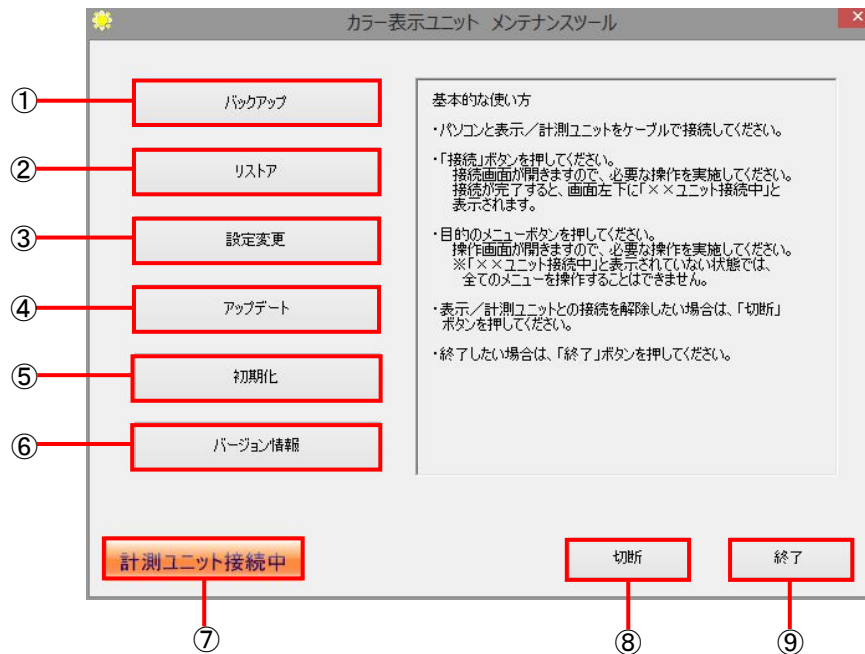 カラー表示ユニット メンテナンスツール
×
① バックアップ
② リストア
③ 設定変更
④ アップデート
⑤ 初期化
⑥ バージョン情報
基本的な使い方
・パソコンと表示／計測ユニットをケーブルで接続してください。
・「接続」ボタンを押してください。
接続画面が開きますので、必要な操作を実施してください。
接続が完了すると、画面左下に「××ユニット接続中」と
表示されます。
・目的のメニューボタンを押してください。
操作画面が開きますので、必要な操作を実施してください。
※「××ユニット接続中」と表示されていない状態では、
全てのメニューを操作することはできません。
・表示／計測ユニットとの接続を解除したい場合は、「切断」
ボタンを押してください。
・終了したい場合は、「終了」ボタンを押してください。
計測ユニット接続中
切断
終了
⑦
⑧
⑨